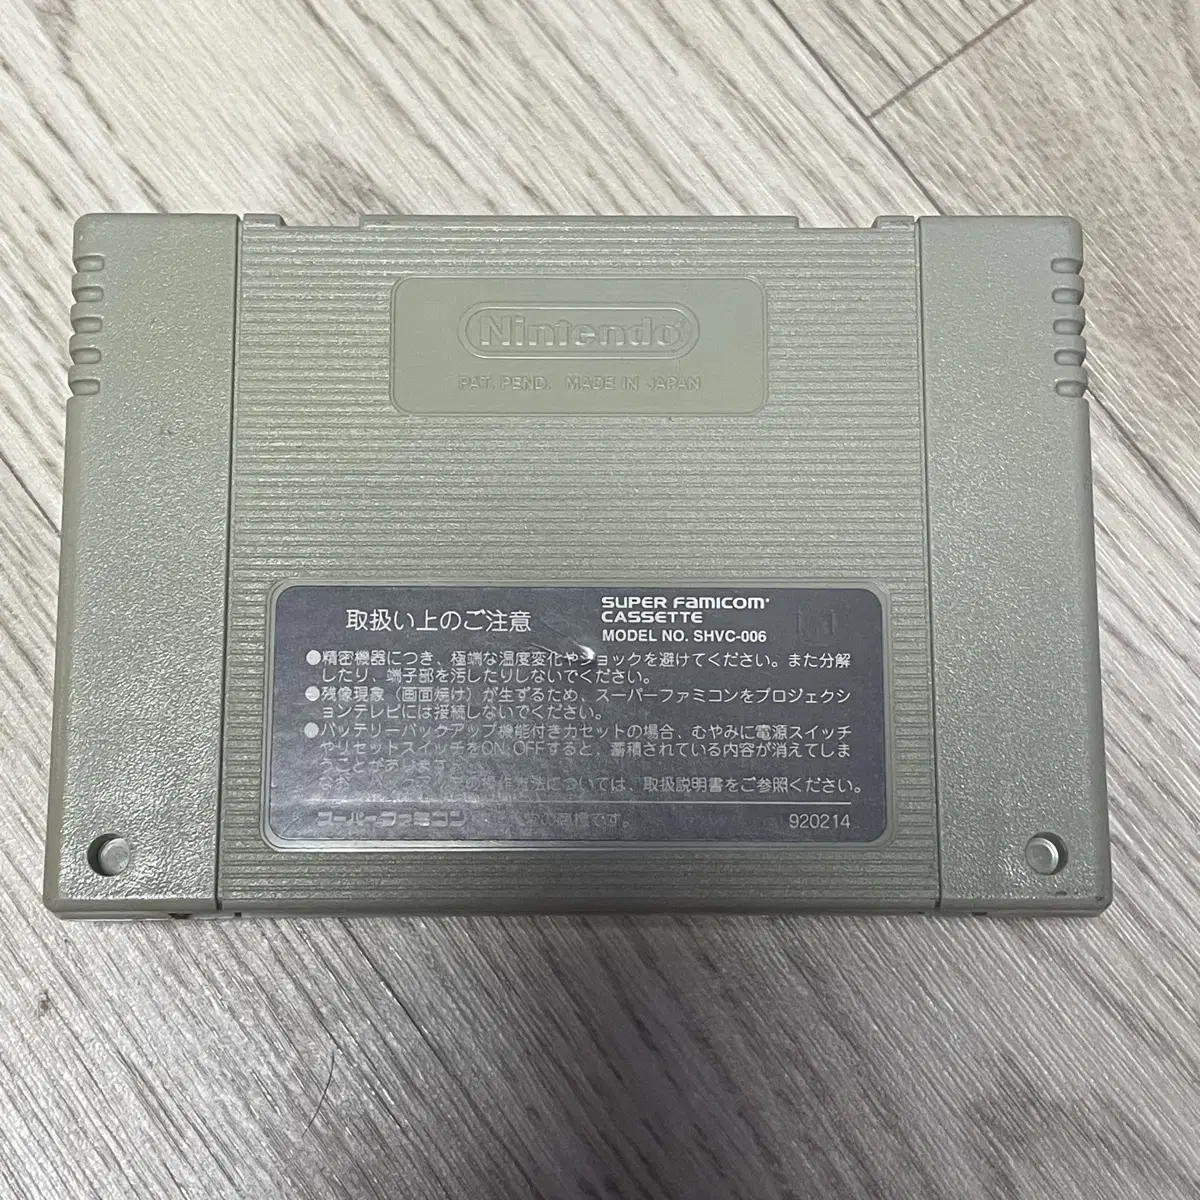 Nintendo
PAT. PEND. MADE IN JAPAN
取扱い上のご注意
SUPER FAMICOM
CASSETTE
MODEL NO. SHVC-006
●精密機器につき、極端な温度変化やショックを避けてください。また分解
したり、端子部を汚したりしないでください。
●残像現象（画面焼け）が生ずるため、スーパーファミコンをプロジェクシ
ョンテレビには接続しないでください。
●バッテリーバックアップ機能付きカセットの場合、むやみに電源スイッチ
やリセットスイッチをON、OFFすると、蓄積されている内容が消えてしま
うことがあります
の操作方法については、取扱説明書をご参照ください。
スーパーファミコン の商標です。
920214